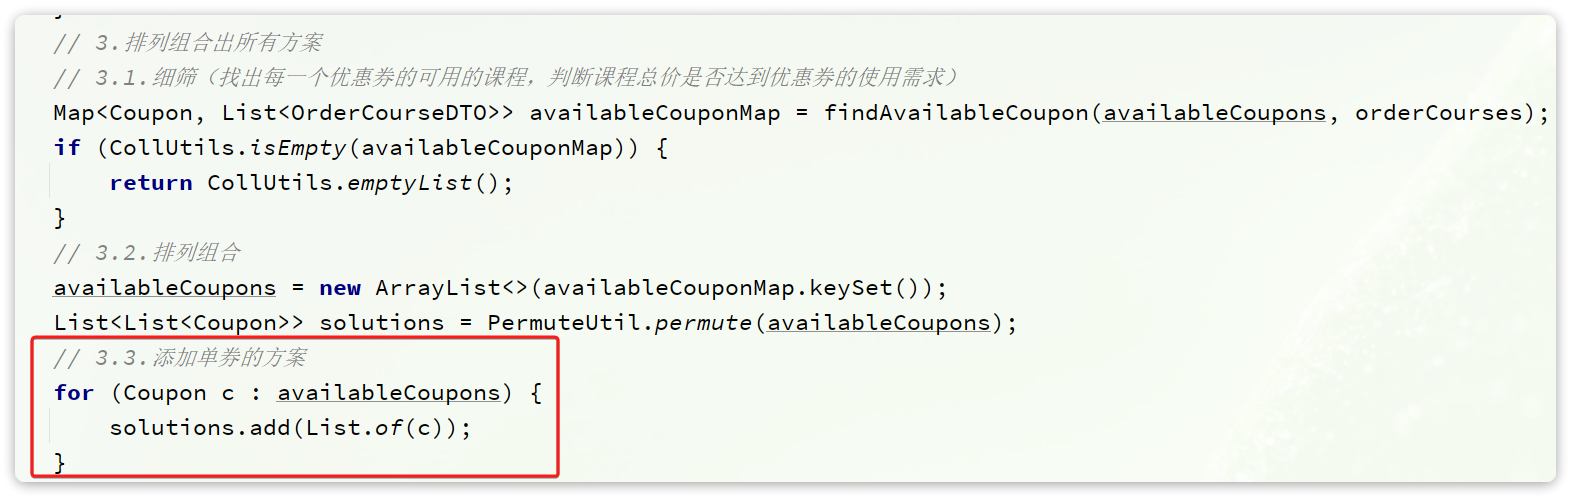 // 3.排列组合出所有方案
// 3.1.细筛（找出每一个优惠券的可用的课程，判断课程总价是否达到优惠券的使用需求）
Map<Coupon, List<OrderCourseDTO>> availableCouponMap = findAvailableCoupon(availableCoupons, orderCourses);
if (CollUtils.isEmpty(availableCouponMap)) {
    return CollUtils.emptyList();
}
// 3.2.排列组合
availableCoupons = new ArrayList<>(availableCouponMap.keySet());
List<List<Coupon>> solutions = PermuteUtil.permute(availableCoupons);
// 3.3.添加单券的方案
for (Coupon c : availableCoupons) {
    solutions.add(List.of(c));
}